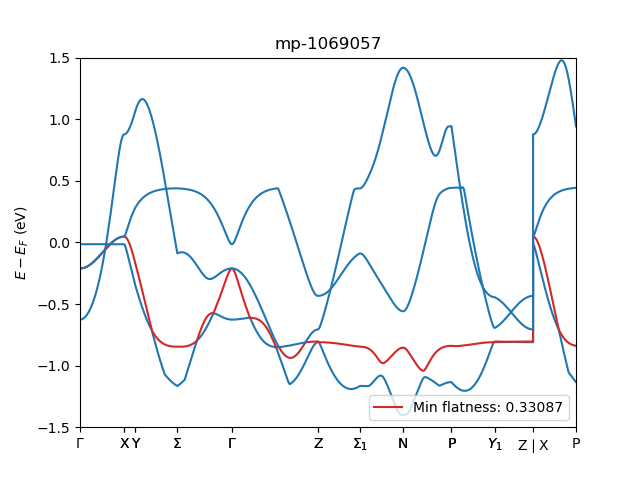 mp-1069057
E − E_F (eV)
1.5
1.0
0.5
0.0
−0.5
−1.0
−1.5
Min flatness: 0.33087
Γ X Y Σ Γ Z Σ₁ N P Y₁ Z | X P